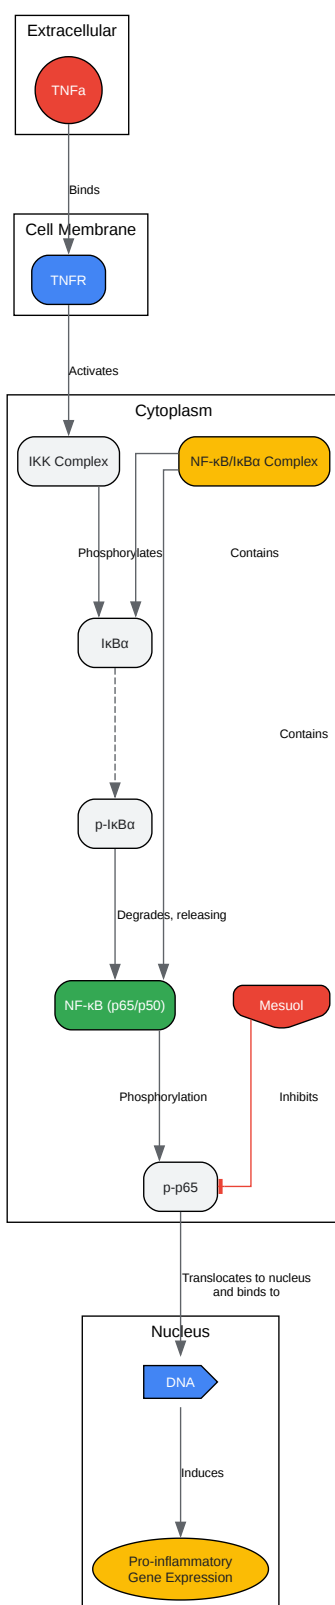 Extracellular
TNFa
Binds
Cell Membrane
TNFR
Activates
Cytoplasm
IKK Complex
NF-κB/IκBα Complex
Phosphorylates
Contains
IκBα
Contains
p-IκBα
Degrades, releasing
NF-κB (p65/p50)
Mesuol
Phosphorylation
Inhibits
p-p65
Translocates to nucleus
and binds to
Nucleus
DNA
Induces
Pro-inflammatory
Gene Expression